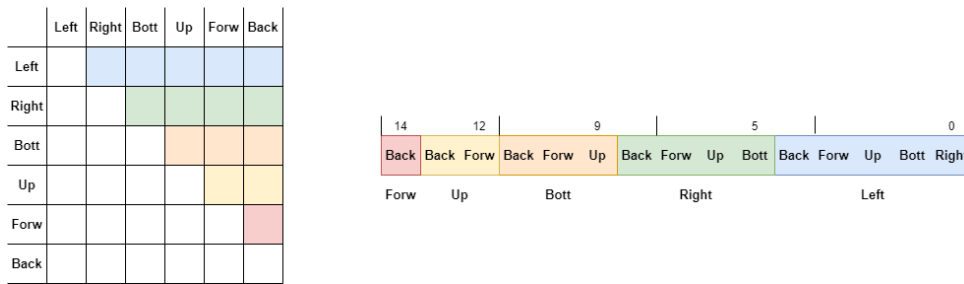 Left Right Bott Up Forw Back
Left
Right
Bott
Up
Forw
Back
14 12 9 5 0
Back Back Forw Back Forw Up Back Forw Up Bott Back Forw Up Bott Right
Forw Up Bott Right Left